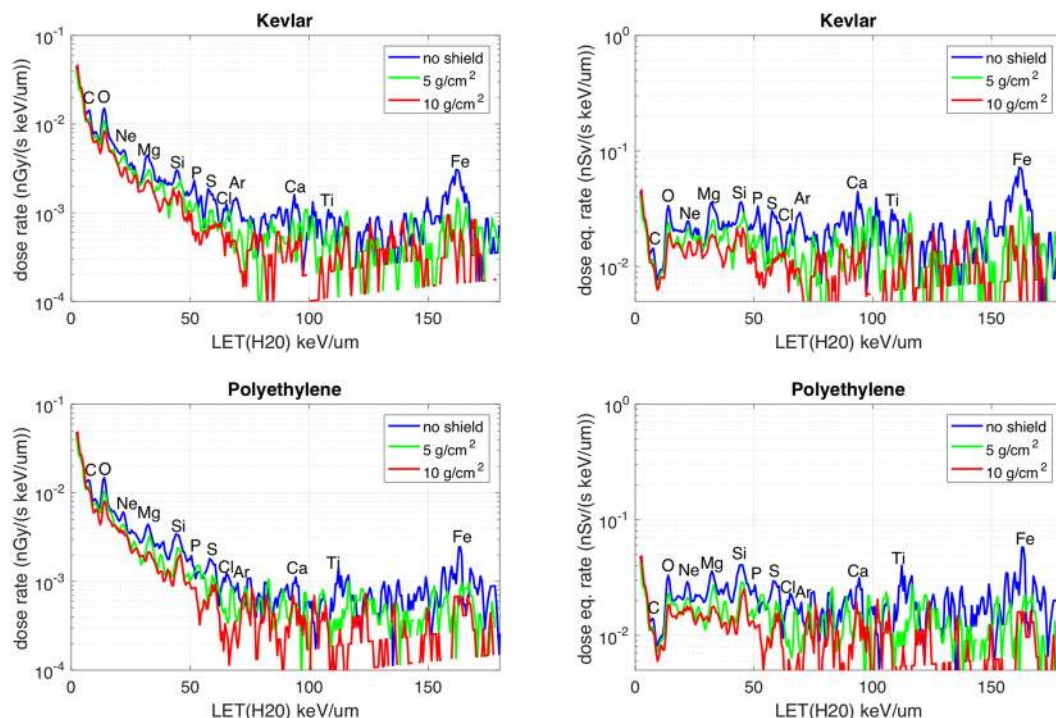 Kevlar
10^-1
10^-2
10^-3
10^-4
dose rate (nGy/(s keV/um))
no shield
5 g/cm^2
10 g/cm^2
C O
Ne
Mg
Si
P
S
Cl
Ar
Ca
Ti
Fe
0 50 100 150
LET(H20) keV/um
Kevlar
10^0
10^-1
10^-2
dose eq. rate (nSv/(s keV/um))
no shield
5 g/cm^2
10 g/cm^2
C
O
Ne
Mg
Si
P
S
Cl
Ar
Ca
Ti
Fe
0 50 100 150
LET(H20) keV/um
Polyethylene
10^-1
10^-2
10^-3
10^-4
dose rate (nGy/(s keV/um))
no shield
5 g/cm^2
10 g/cm^2
C O
Ne
Mg
Si
P
S
Cl
Ar
Ca
Ti
Fe
0 50 100 150
LET(H20) keV/um
Polyethylene
10^0
10^-1
10^-2
dose eq. rate (nSv/(s keV/um))
no shield
5 g/cm^2
10 g/cm^2
C
O
Ne
Mg
Si
P
S
Cl
Ar
Ca
Ti
Fe
0 50 100 150
LET(H20) keV/um